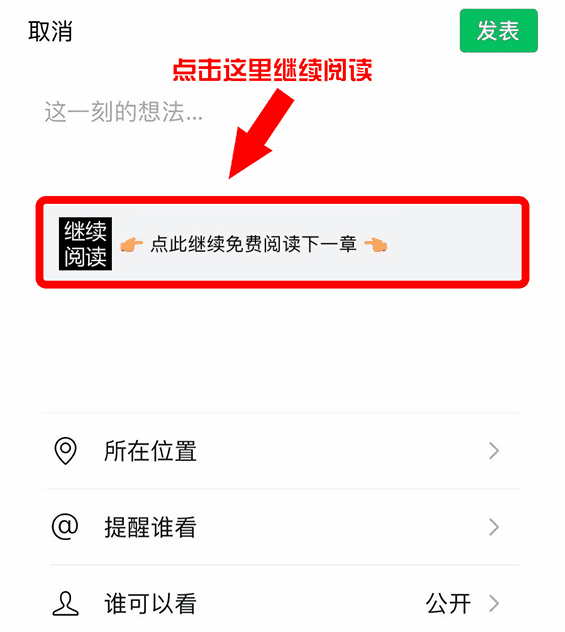 取消
发表
点击这里继续阅读
这一刻的想法...
继续
阅读
👉 点此继续免费阅读下一章 👈
所在位置
@ 提醒谁看
谁可以看 公开